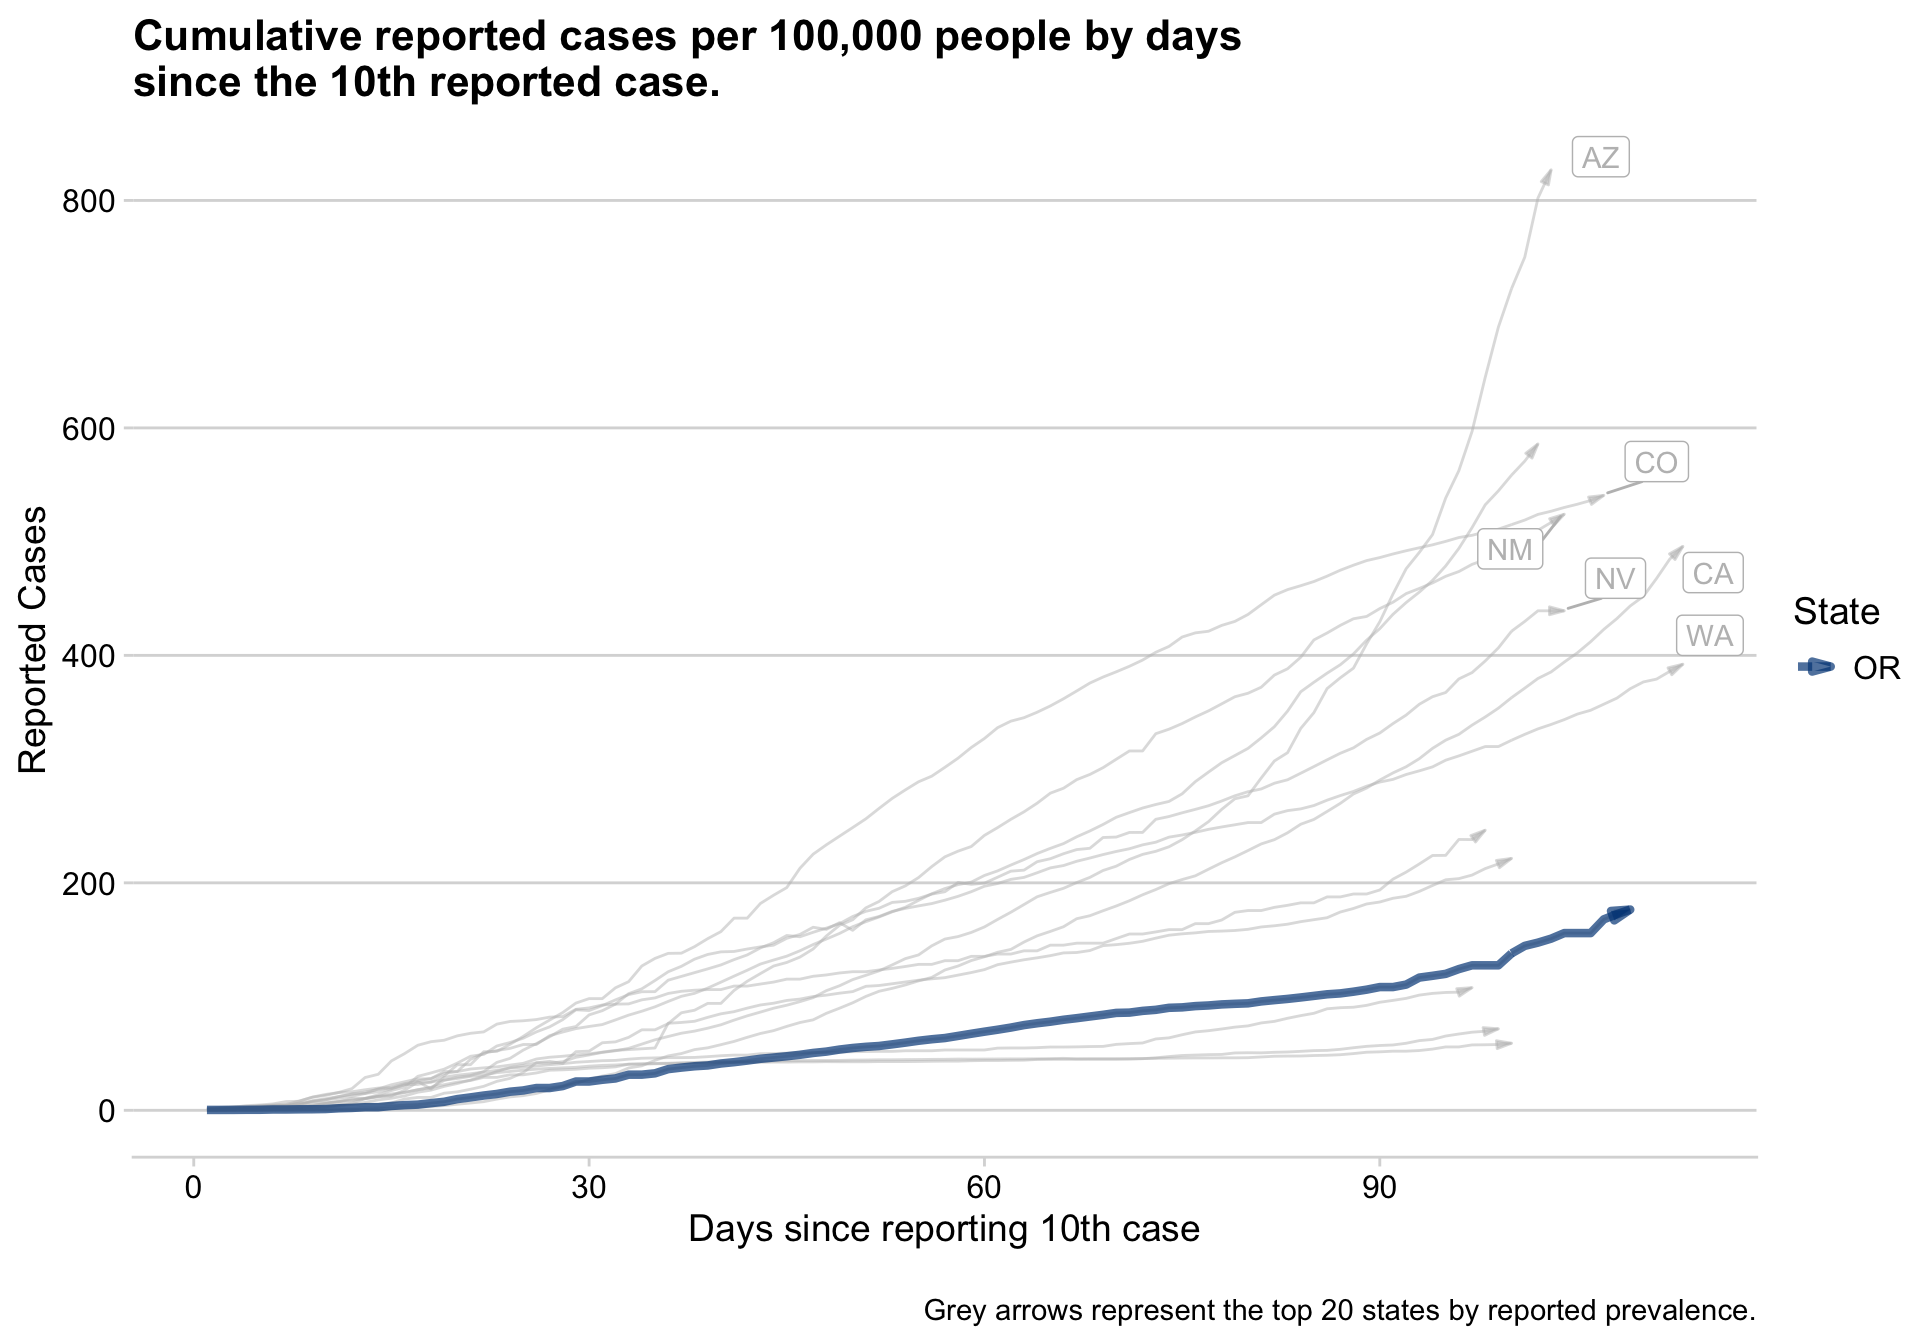 Cumulative reported cases per 100,000 people by days
since the 10th reported case.
AZ
800
600
CO
NM
NV
CA
WA
400
200
0
Reported Cases
State
OR
0 30 60 90
Days since reporting 10th case
Grey arrows represent the top 20 states by reported prevalence.